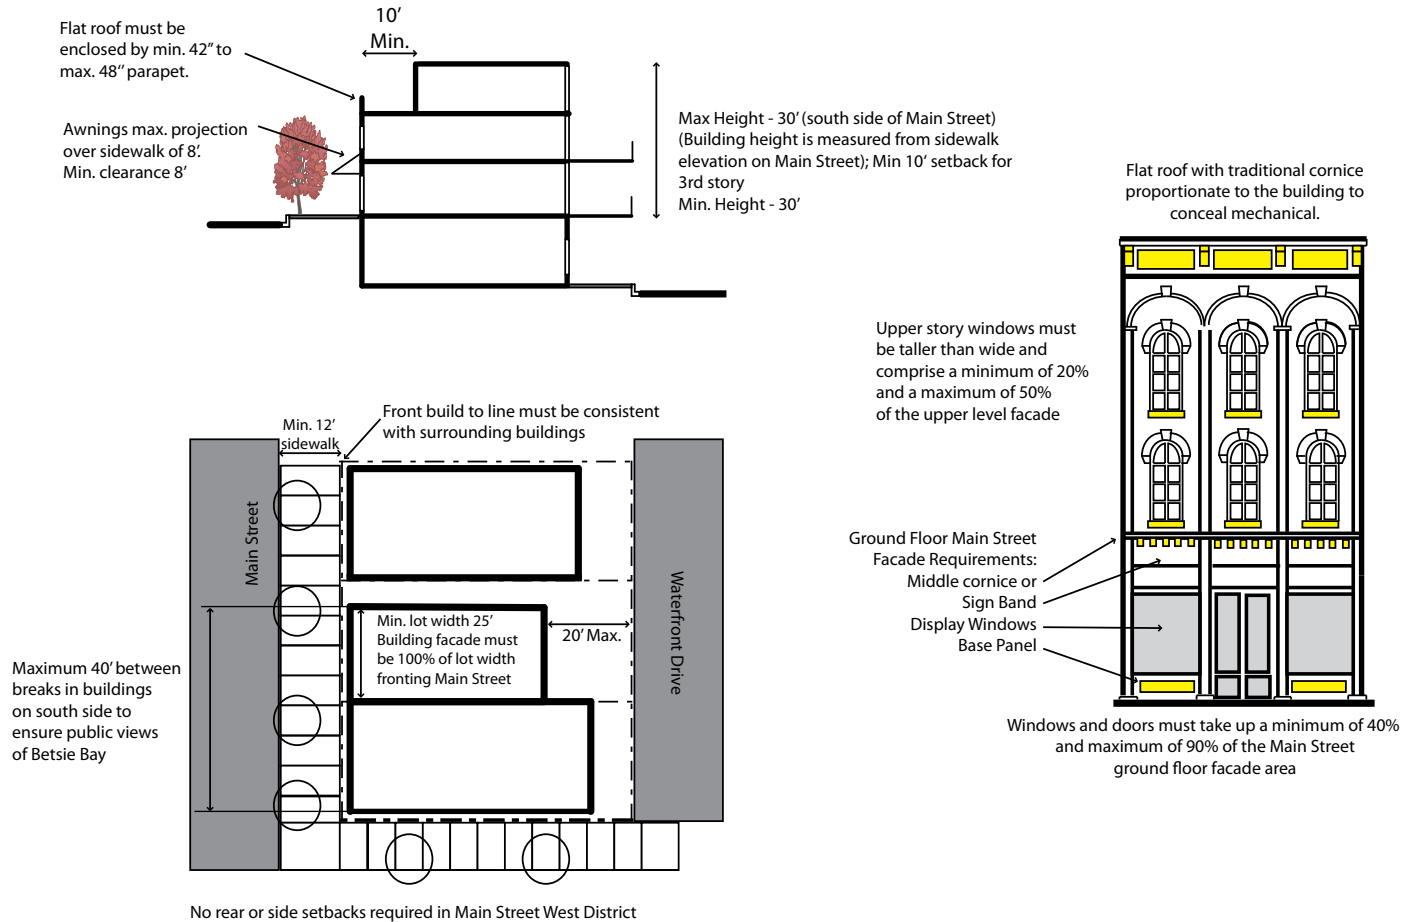 10′
Min.
Flat roof must be
enclosed by min. 42″ to
max. 48″ parapet.
Awnings max. projection
over sidewalk of 8′.
Min. clearance 8′
Max Height - 30′ (south side of Main Street)
(Building height is measured from sidewalk
elevation on Main Street); Min 10′ setback for
3rd story
Min. Height - 30′
Flat roof with traditional cornice
proportionate to the building to
conceal mechanical.
Upper story windows must
be taller than wide and
comprise a minimum of 20%
and a maximum of 50%
of the upper level facade
Ground Floor Main Street
Facade Requirements:
Middle cornice or
Sign Band
Display Windows
Base Panel
Windows and doors must take up a minimum of 40%
and maximum of 90% of the Main Street
ground floor facade area
Min. 12′
sidewalk
Front build to line must be consistent
with surrounding buildings
Main Street
Min. lot width 25′
Building facade must
be 100% of lot width
fronting Main Street
20′ Max.
Waterfront Drive
Maximum 40′ between
breaks in buildings
on south side to
ensure public views
of Betsie Bay
No rear or side setbacks required in Main Street West District